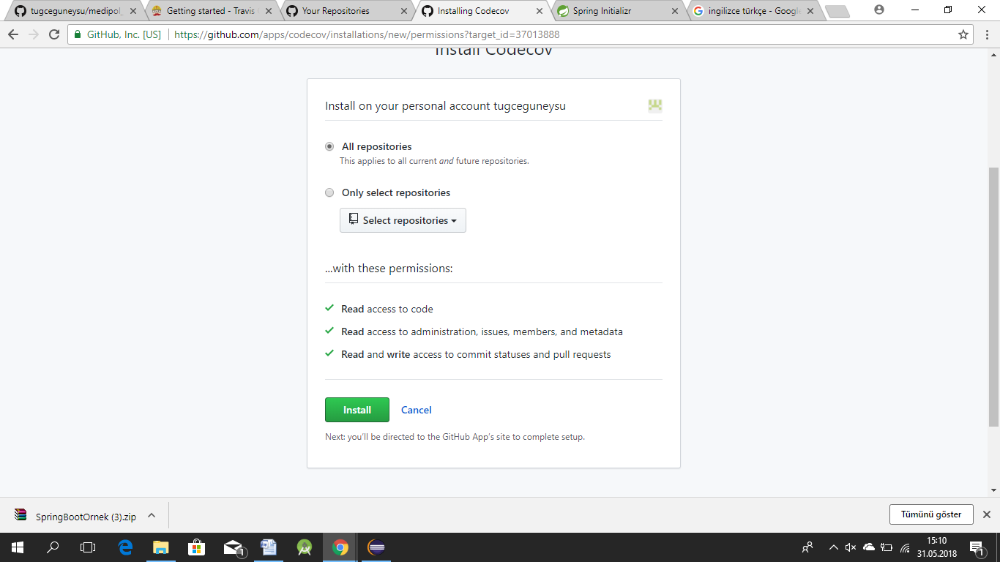 tugceguneysu/medipol_
Getting started - Travis
Your Repositories
Installing Codecov
Spring Initializr
ingilizce türkçe - Google
GitHub, Inc. [US]
https://github.com/apps/codecov/installations/new/permissions?target_id=37013888
Install Codecov
Install on your personal account tugceguneysu
All repositories
This applies to all current and future repositories.
Only select repositories
Select repositories
...with these permissions:
Read access to code
Read access to administration, issues, members, and metadata
Read and write access to commit statuses and pull requests
Install
Cancel
Next: you'll be directed to the GitHub App's site to complete setup.
SpringBootOrnek (3).zip
Tümünü göster
1
15:10
31.05.2018
1